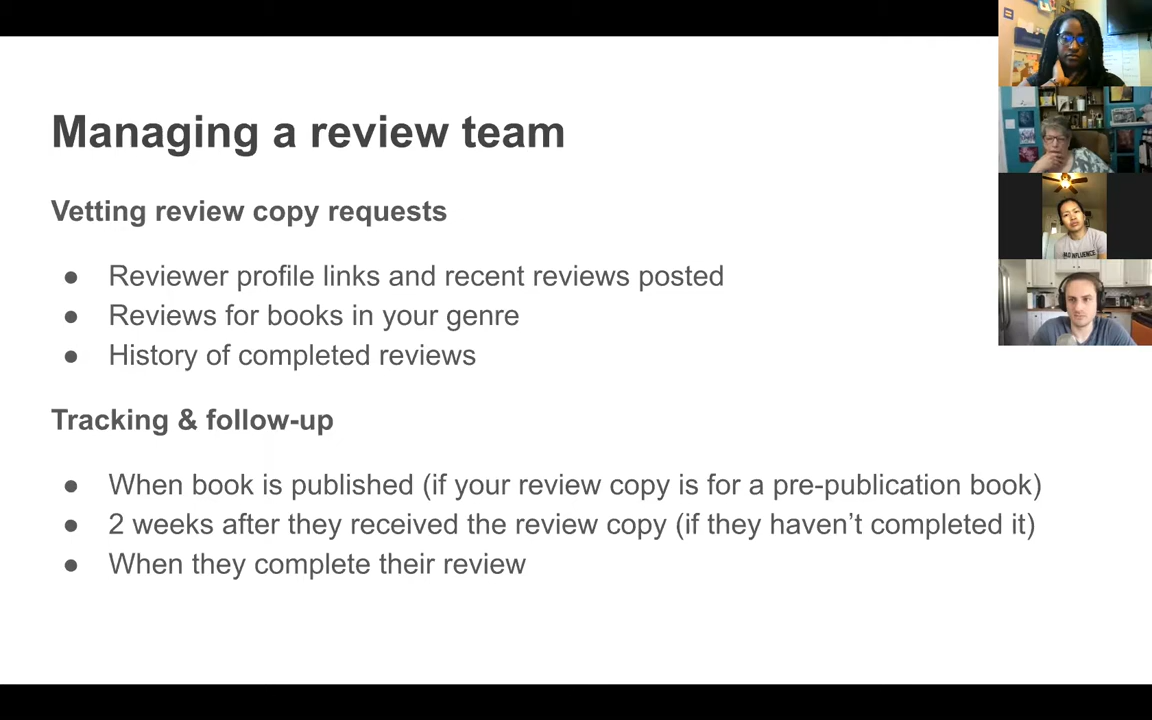 Managing a review team
Vetting review copy requests
● Reviewer profile links and recent reviews posted
● Reviews for books in your genre
● History of completed reviews
Tracking & follow-up
● When book is published (if your review copy is for a pre-publication book)
● 2 weeks after they received the review copy (if they haven’t completed it)
● When they complete their review